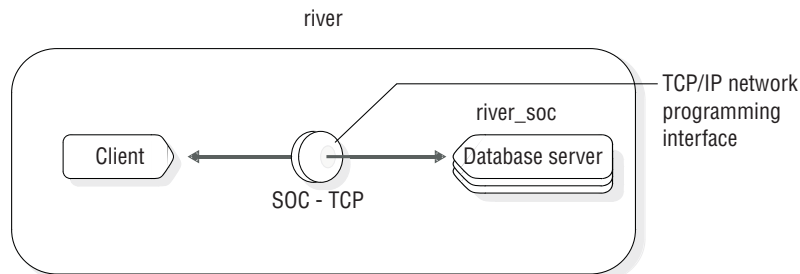 river
TCP/IP network
programming
interface
river_soc
Client
Database server
SOC - TCP